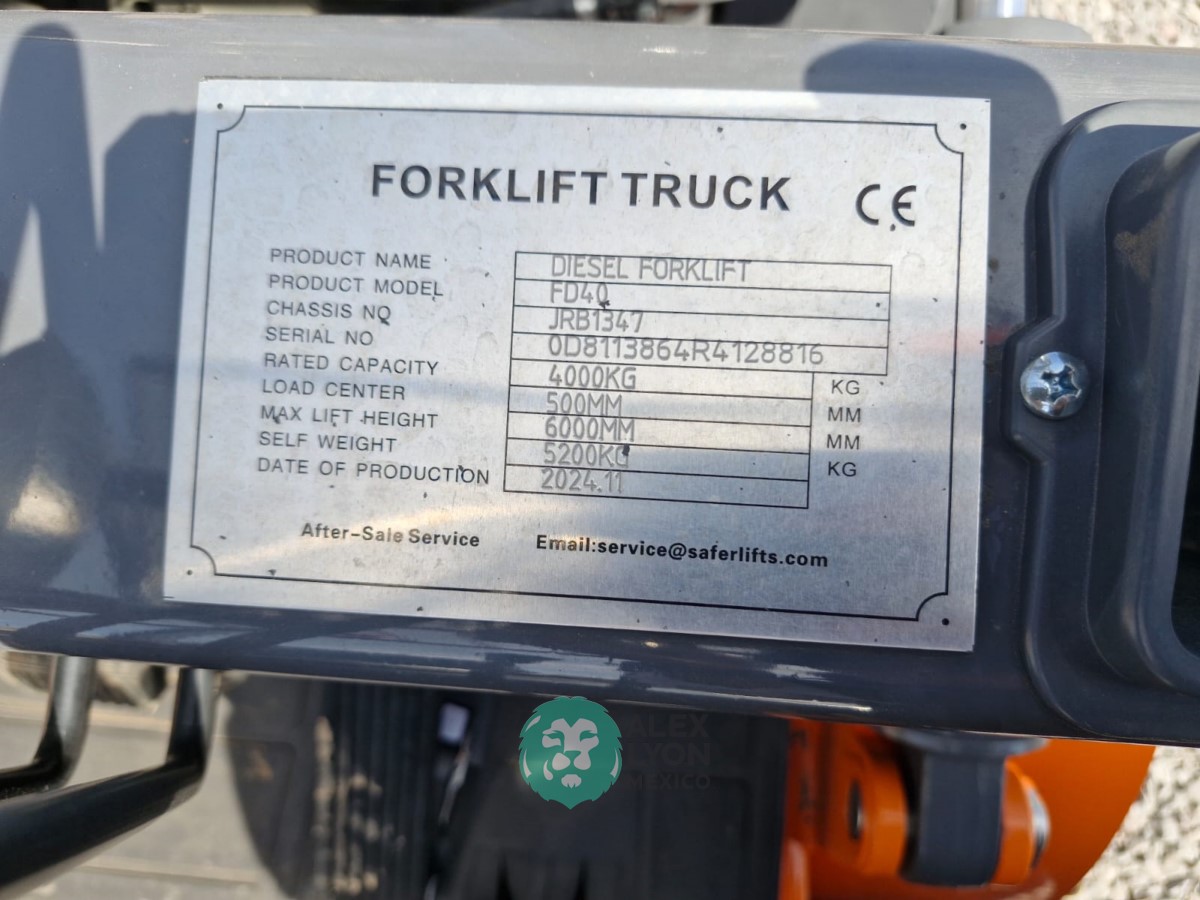 FORKLIFT TRUCK
CE
PRODUCT NAME DIESEL FORKLIFT
PRODUCT MODEL FD40
CHASSIS NO JRB1347
SERIAL NO 0D8113864R4128816
RATED CAPACITY 4000KG KG
LOAD CENTER 500MM MM
MAX LIFT HEIGHT 6000MM MM
SELF WEIGHT 5200KG KG
DATE OF PRODUCTION 2024.11
After-Sale Service Email:service@saferlifts.com
ALEX
LYON
MEXICO